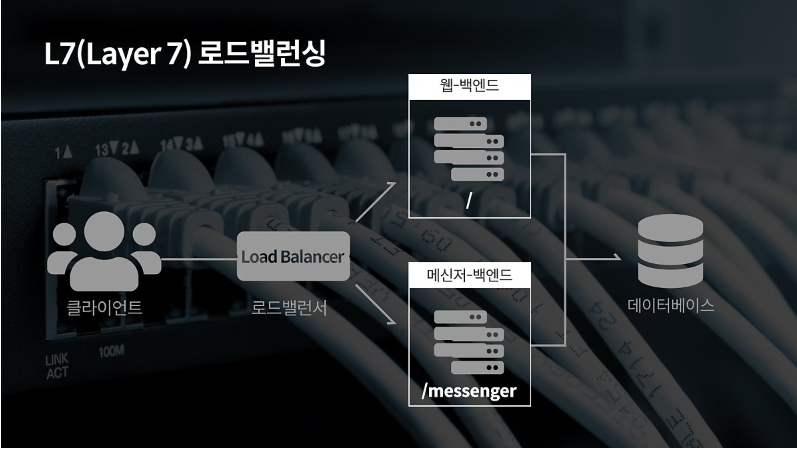 L7(Layer 7) 로드밸런싱
웹-백엔드
/
클라이언트
Load Balancer
로드밸런서
메신저-백엔드
/messenger
데이터베이스
1▲ 13▼2▲ 14▼3▲ 15▼4▲
LINK
ACT
100M